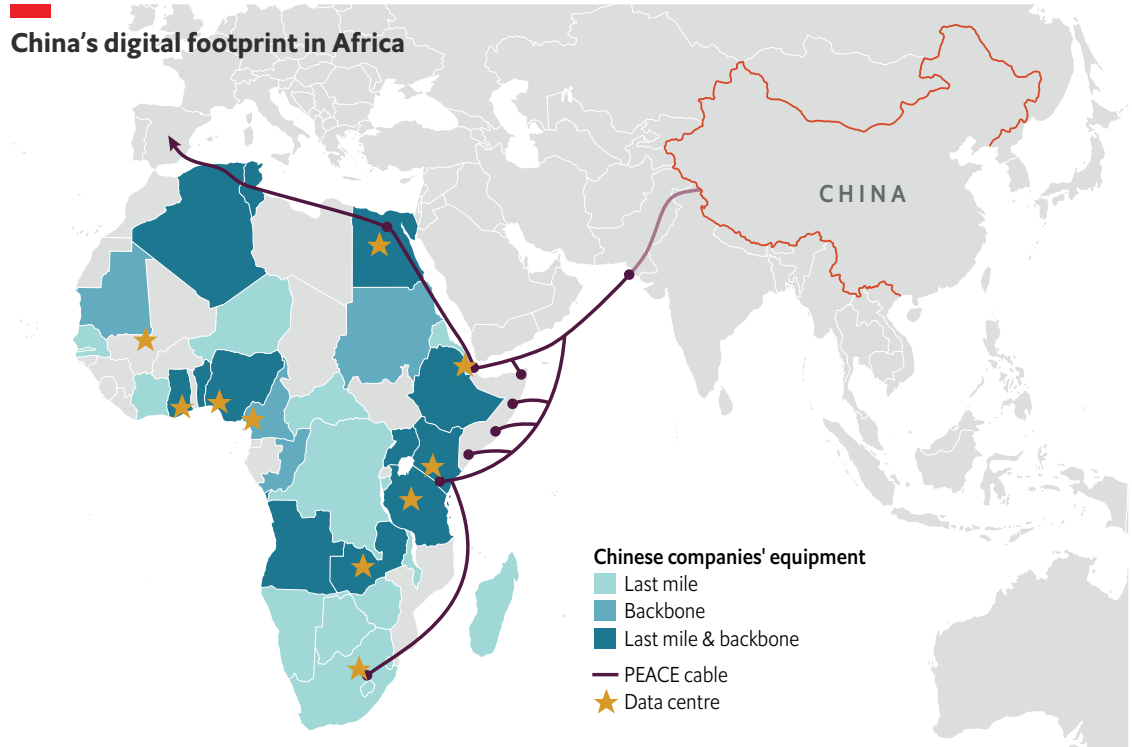 China's digital footprint in Africa
CHINA
Chinese companies' equipment
Last mile
Backbone
Last mile & backbone
PEACE cable
Data centre